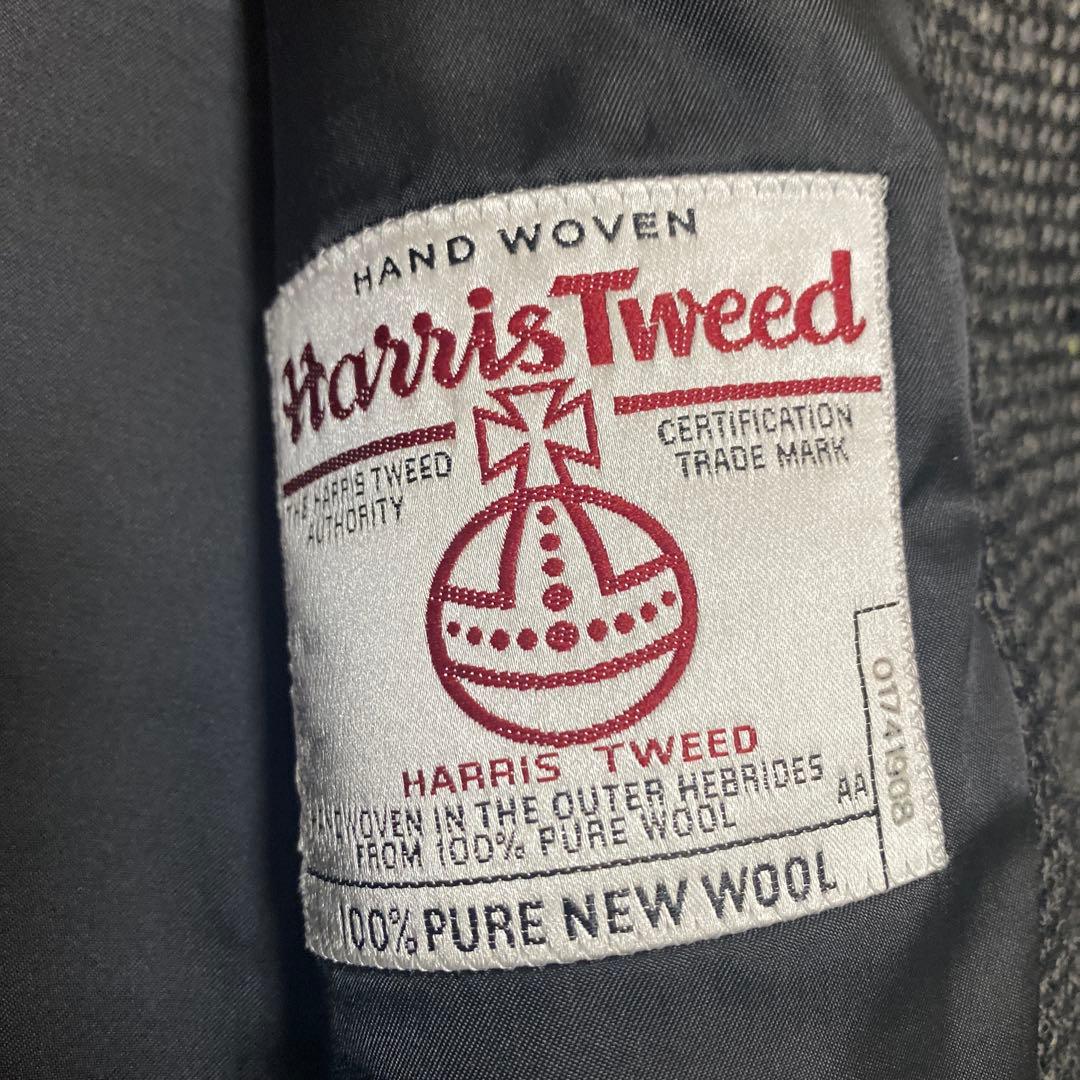 HAND WOVEN
Harris Tweed
THE HARRIS TWEED
AUTHORITY
CERTIFICATION
TRADE MARK
HARRIS TWEED
HANDWOVEN IN THE OUTER HEBRIDES
FROM 100% PURE WOOL
AA
01741908
100% PURE NEW WOOL